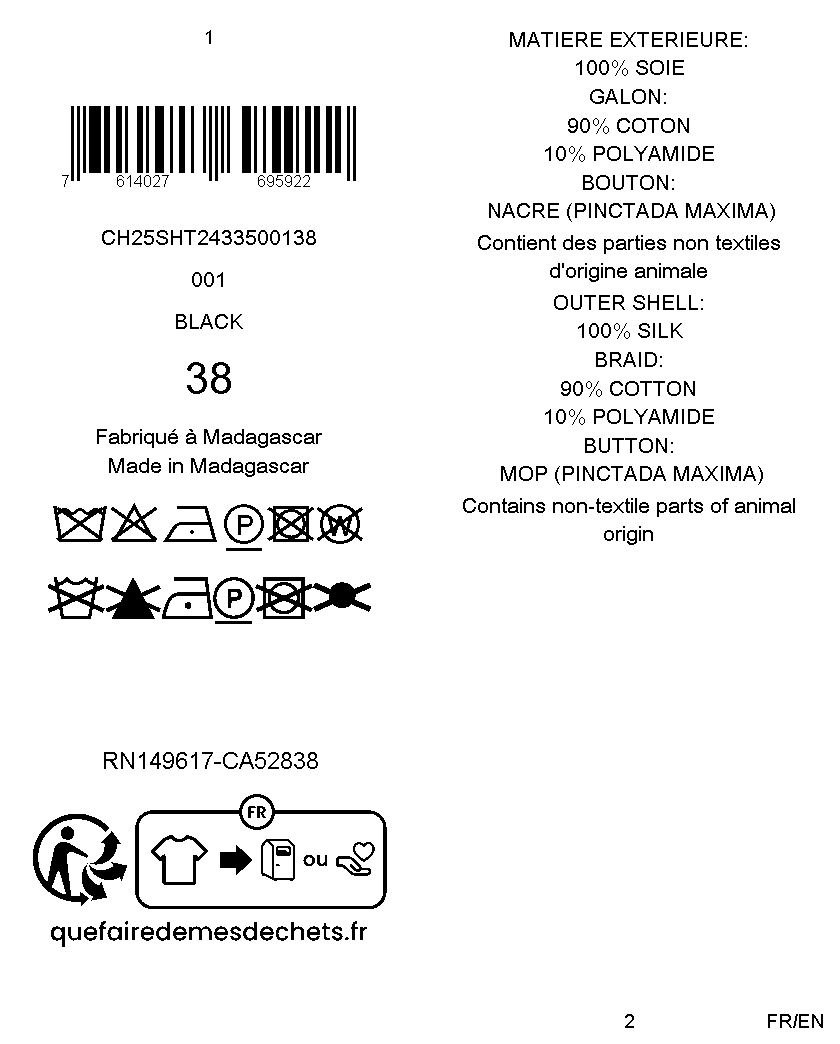 1
7 614027 695922
CH25SHT2433500138
001
BLACK
38
Fabriqué à Madagascar
Made in Madagascar
P W
P
RN149617-CA52838
FR
ou
quefairedemesdechets.fr
MATIERE EXTERIEURE:
100% SOIE
GALON:
90% COTON
10% POLYAMIDE
BOUTON:
NACRE (PINCTADA MAXIMA)
Contient des parties non textiles
d'origine animale
OUTER SHELL:
100% SILK
BRAID:
90% COTTON
10% POLYAMIDE
BUTTON:
MOP (PINCTADA MAXIMA)
Contains non-textile parts of animal
origin
2
FR/EN